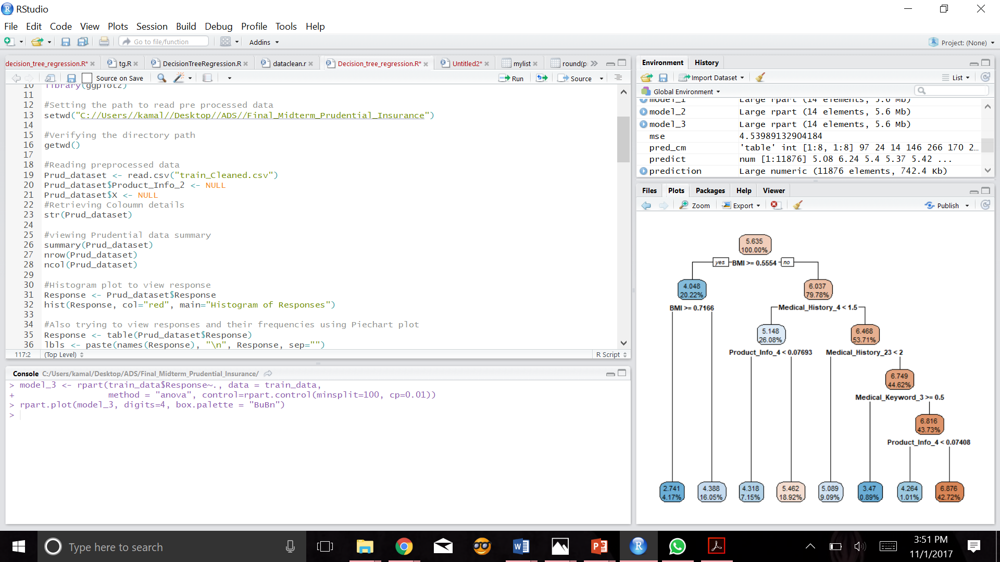 RStudio
File Edit Code View Plots Session Build Debug Profile Tools Help
Go to file/function Addins Project: (None)
decision_tree_regression.R* tg.R DecisionTreeRegression.R dataclean.r Decision_tree_regression.R* Untitled2* mylist round(p
Source on Save Run Source
10 library(ggplot2)
11
12 #Setting the path to read pre processed data
13 setwd("C://Users//kamal//Desktop//ADS//Final_Midterm_Prudential_Insurance")
14
15 #Verifying the directory path
16 getwd()
17
18 #Reading preprocessed data
19 Prud_dataset <- read.csv("train_Cleaned.csv")
20 Prud_dataset$Product_Info_2 <- NULL
21 Prud_dataset$X <- NULL
22 #Retrieving Coloumn details
23 str(Prud_dataset)
24
25 #viewing Prudential data summary
26 summary(Prud_dataset)
27 nrow(Prud_dataset)
28 ncol(Prud_dataset)
29
30 #Histogram plot to view response
31 Response <- Prud_dataset$Response
32 hist(Response, col="red", main="Histogram of Responses")
33
34 #Also trying to view responses and their frequencies using Piechart plot
35 Response <- table(Prud_dataset$Response)
36 lbls <- paste(names(Response), "\n", Response, sep="")
117:2 (Top Level) R Script
Console C:/Users/kamal/Desktop/ADS/Final_Midterm_Prudential_Insurance/
> model_3 <- rpart(train_data$Response~., data = train_data,
+ method = "anova", control=rpart.control(minsplit=100, cp=0.01))
> rpart.plot(model_3, digits=4, box.palette = "BuBn")
>
Environment History
Import Dataset List
Global Environment
model_1 Large rpart (14 elements, 5.6 Mb)
model_2 Large rpart (14 elements, 5.6 Mb)
model_3 Large rpart (14 elements, 5.6 Mb)
mse 4.53989132904184
pred_cm 'table' int [1:8, 1:8] 97 24 14 146 266 170 2…
predict num [1:11876] 5.08 6.24 5.4 5.37 5.42 ...
prediction Large numeric (11876 elements, 742.4 Kb)
Files Plots Packages Help Viewer
Zoom Export Publish
5.635
100.00%
yes BMI >= 0.5554 no
4.048 6.037
20.22% 79.78%
BMI >= 0.7166 Medical_History_4 < 1.5
5.148 6.468
26.08% 53.71%
Product_Info_4 < 0.07693 Medical_History_23 < 2
6.749
44.62%
Medical_Keyword_3 >= 0.5
6.816
43.73%
Product_Info_4 < 0.07408
2.741 4.388 4.318 5.462 5.089 3.47 4.264 6.876
4.17% 16.05% 7.15% 18.92% 9.09% 0.89% 1.01% 42.72%
Type here to search
3:51 PM
11/1/2017